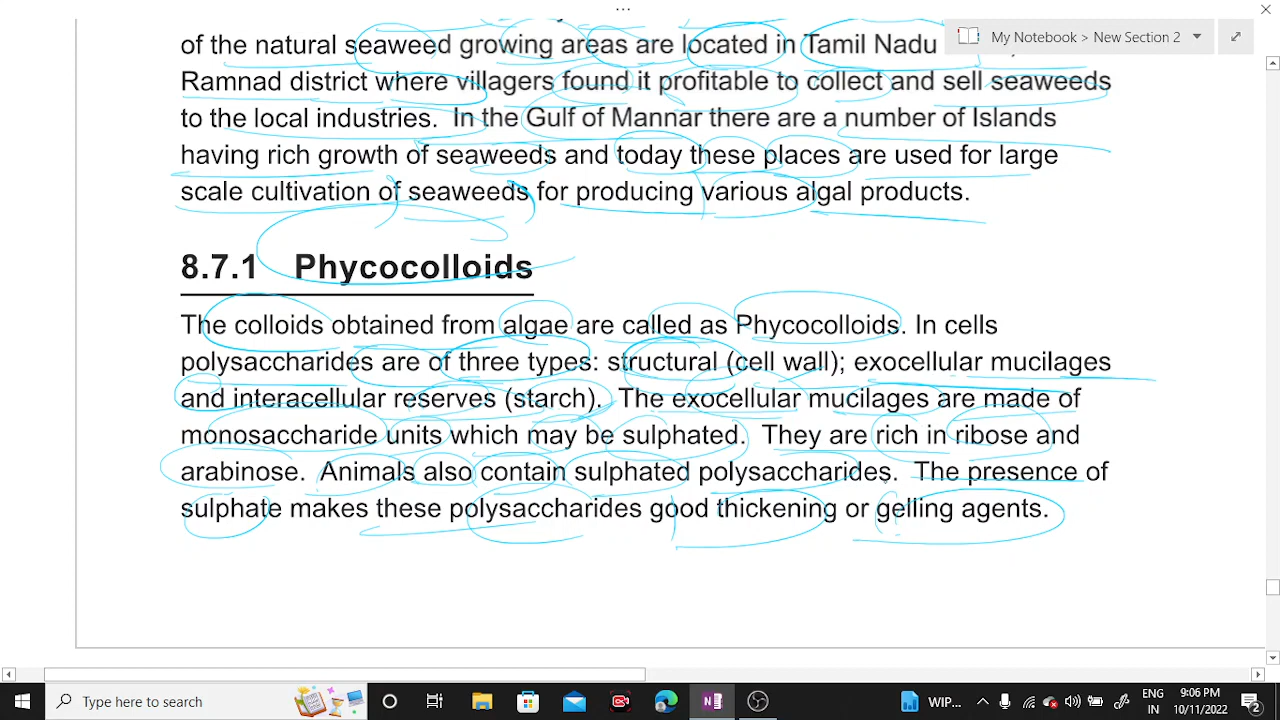 My Notebook > New Section 2
of the natural seaweed growing areas are located in Tamil Nadu
Ramnad district where villagers found it profitable to collect and sell seaweeds
to the local industries. In the Gulf of Mannar there are a number of Islands
having rich growth of seaweeds and today these places are used for large
scale cultivation of seaweeds for producing various algal products.
8.7.1 Phycocolloids
The colloids obtained from algae are called as Phycocolloids. In cells
polysaccharides are of three types: structural (cell wall); exocellular mucilages
and interacellular reserves (starch). The exocellular mucilages are made of
monosaccharide units which may be sulphated. They are rich in ribose and
arabinose. Animals also contain sulphated polysaccharides. The presence of
sulphate makes these polysaccharides good thickening or gelling agents.
Type here to search
WIP...
ENG
IN
9:06 PM
10/11/2022
2